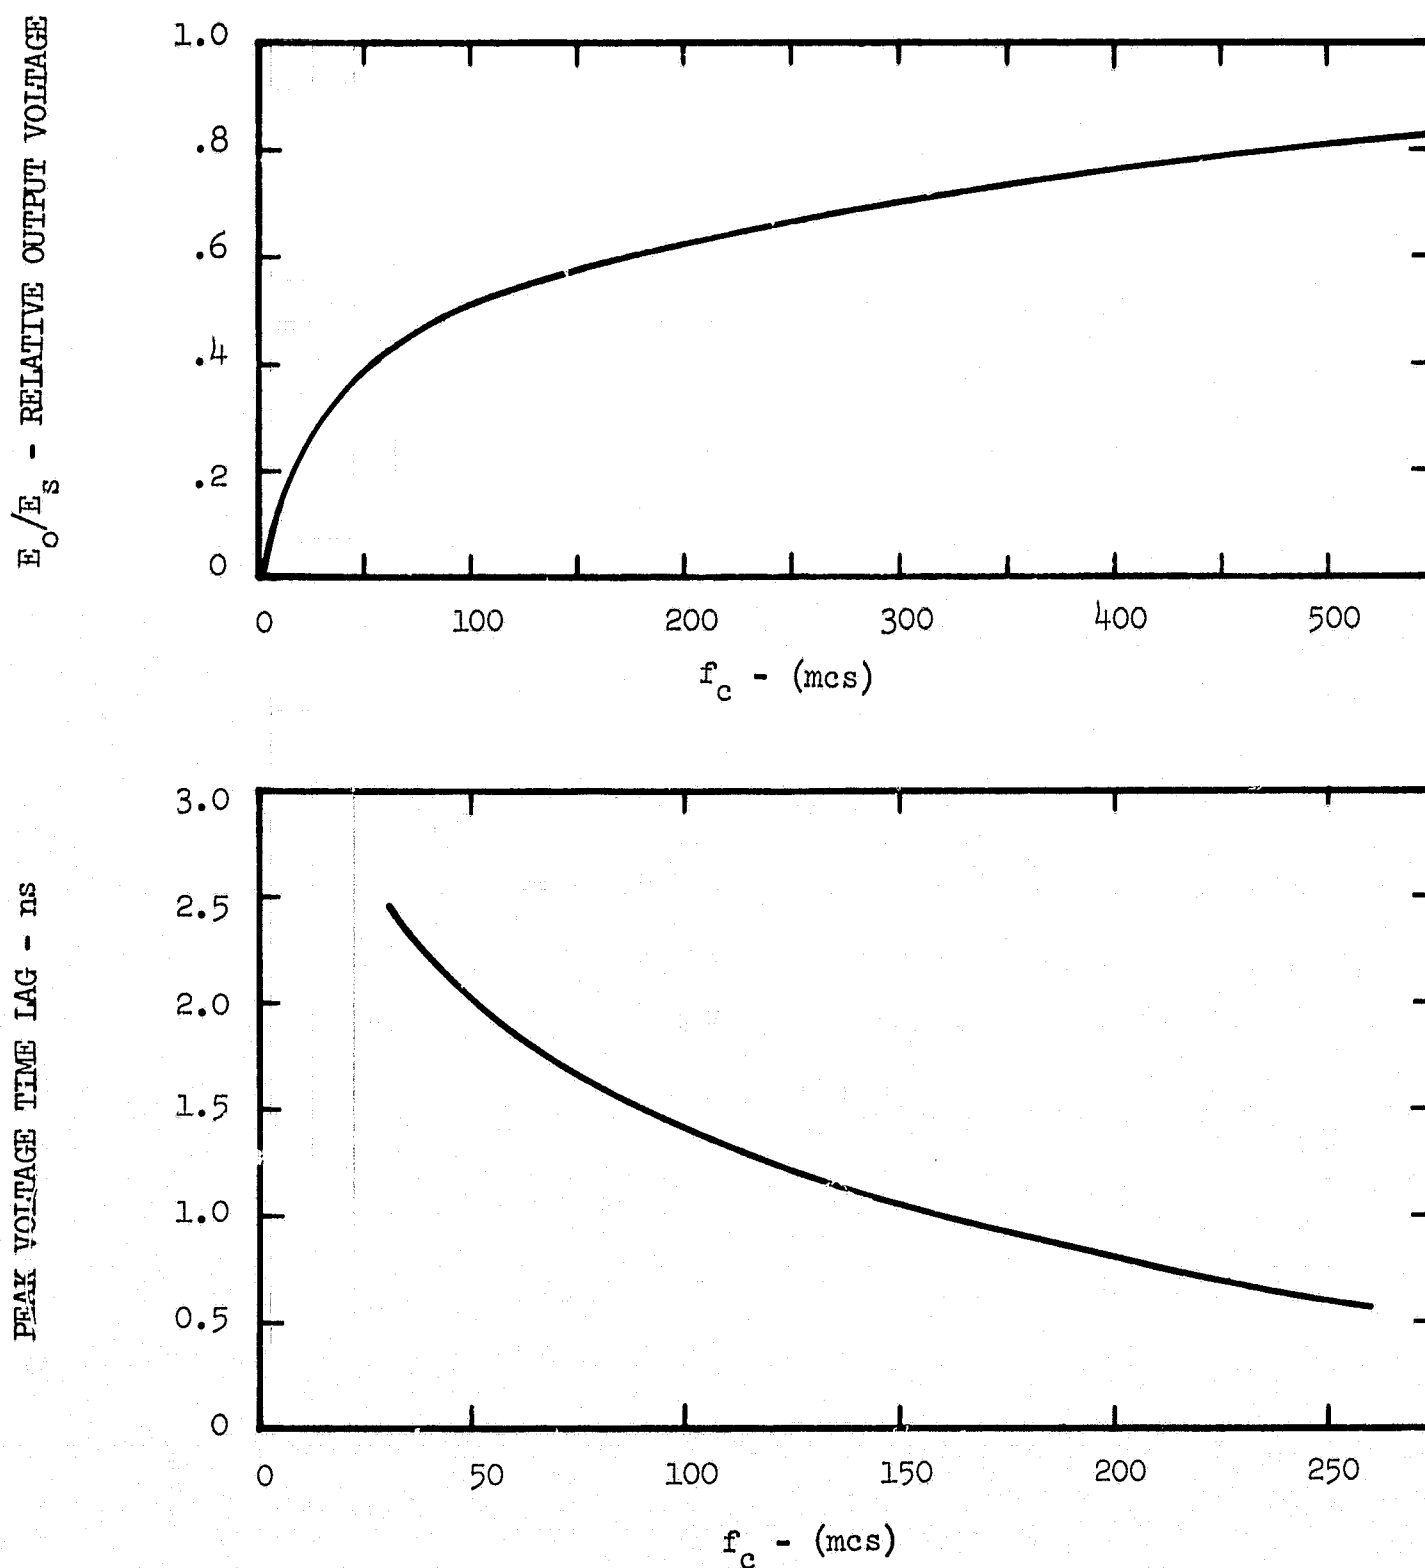 E_o/E_s - RELATIVE OUTPUT VOLTAGE
1.0
.8
.6
.4
.2
0
0 100 200 300 400 500
f_c - (mcs)
PEAK VOLTAGE TIME LAG - ns
3.0
2.5
2.0
1.5
1.0
0.5
0
0 50 100 150 200 250
f_c - (mcs)